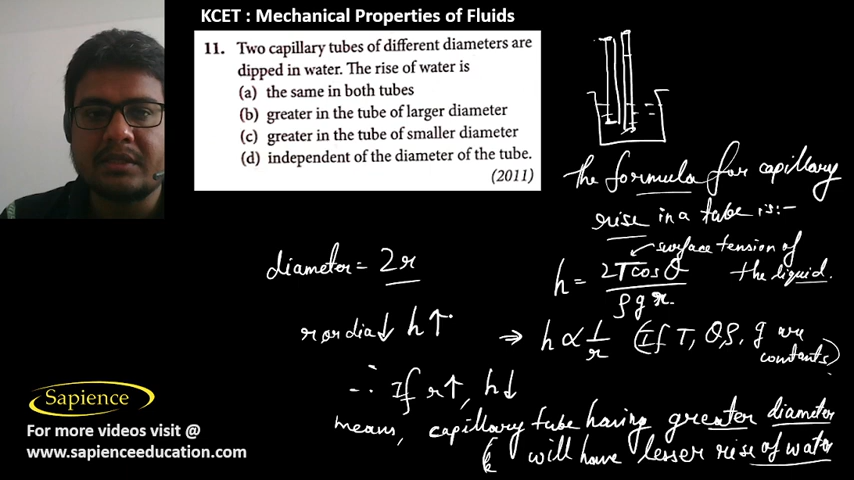 KCET : Mechanical Properties of Fluids
11. Two capillary tubes of different diameters are
dipped in water. The rise of water is
(a) the same in both tubes
(b) greater in the tube of larger diameter
(c) greater in the tube of smaller diameter
(d) independent of the diameter of the tube.
(2011)
the formula for capillary
rise in a tube is:-
surface tension of
the liquid.
h = 2Tcosθ / ρgr.
diameter = 2r
r or dia↓ h↑
⇒ h ∝ 1/r (If T, θ, ρ, g are
constants)
∴ If r↑, h↓
means, capillary tube having greater diameter
will have lesser rise of water
Sapience
For more videos visit @
www.sapienceeducation.com